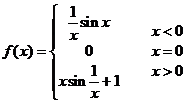 f(x) = { 1/x sin x x<0
0 x=0
x sin 1/x + 1 x>0